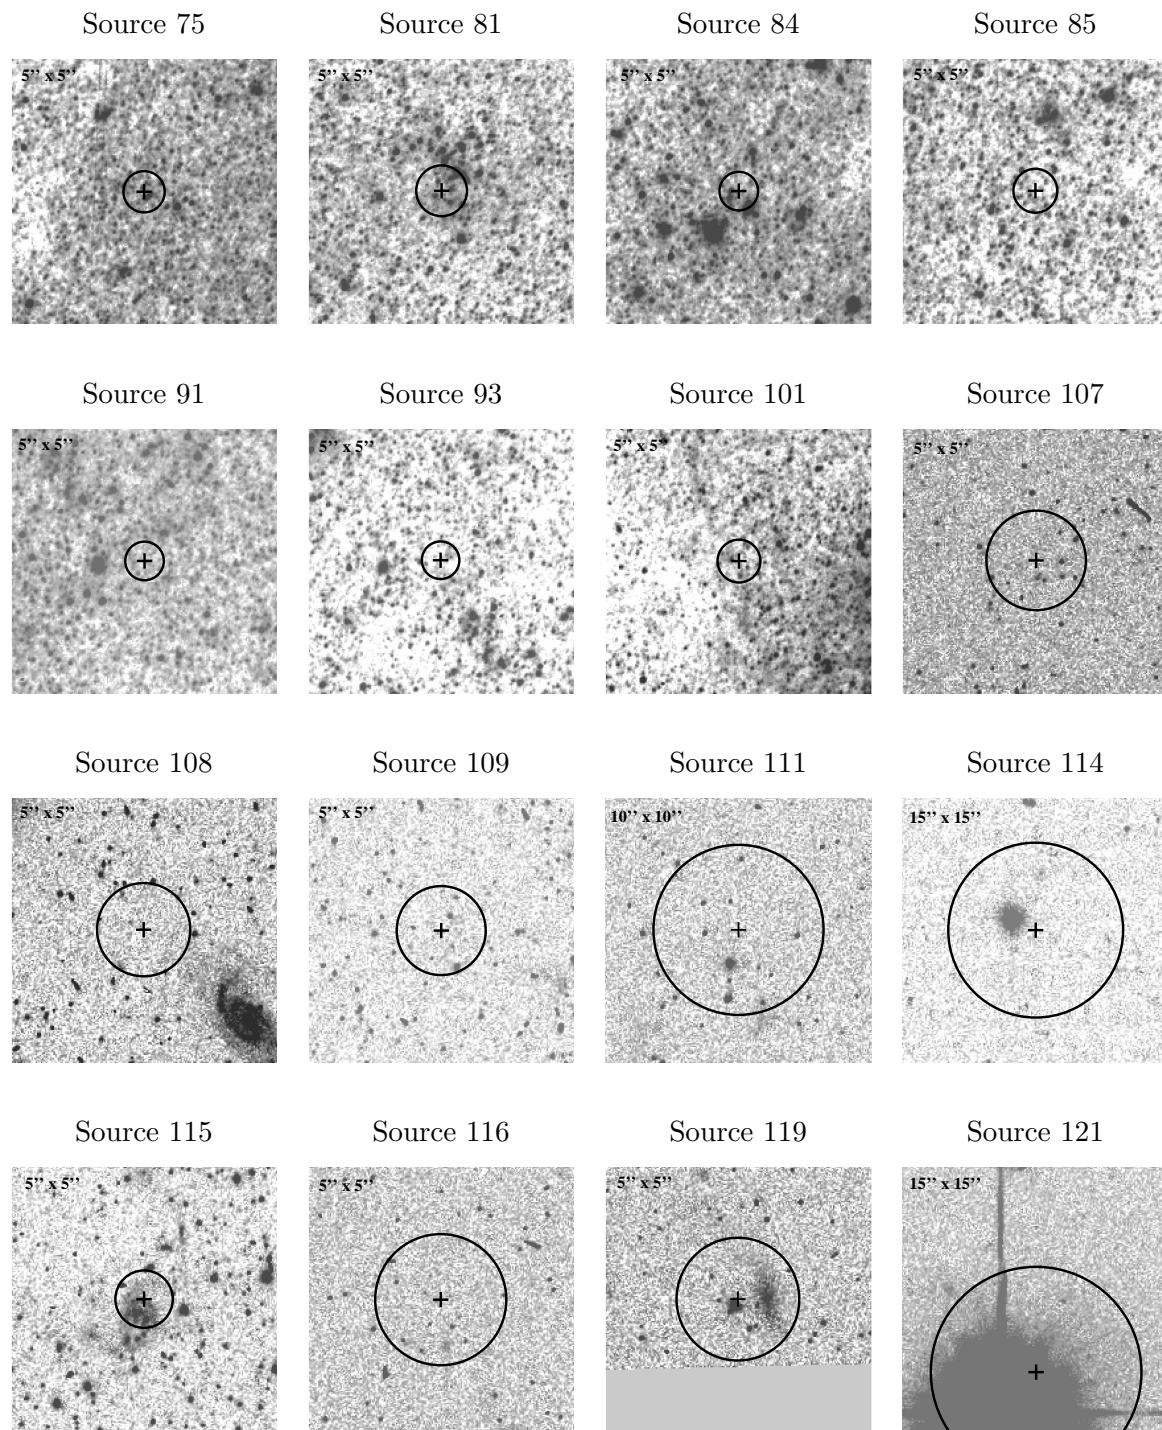 Source 75 Source 81 Source 84 Source 85
5’’ x 5’’ 5’’ x 5’’ 5’’ x 5’’ 5’’ x 5’’
Source 91 Source 93 Source 101 Source 107
5’’ x 5’’ 5’’ x 5’’ 5’’ x 5’’ 5’’ x 5’’
Source 108 Source 109 Source 111 Source 114
5’’ x 5’’ 5’’ x 5’’ 10’’ x 10’’ 15’’ x 15’’
Source 115 Source 116 Source 119 Source 121
5’’ x 5’’ 5’’ x 5’’ 5’’ x 5’’ 15’’ x 15’’